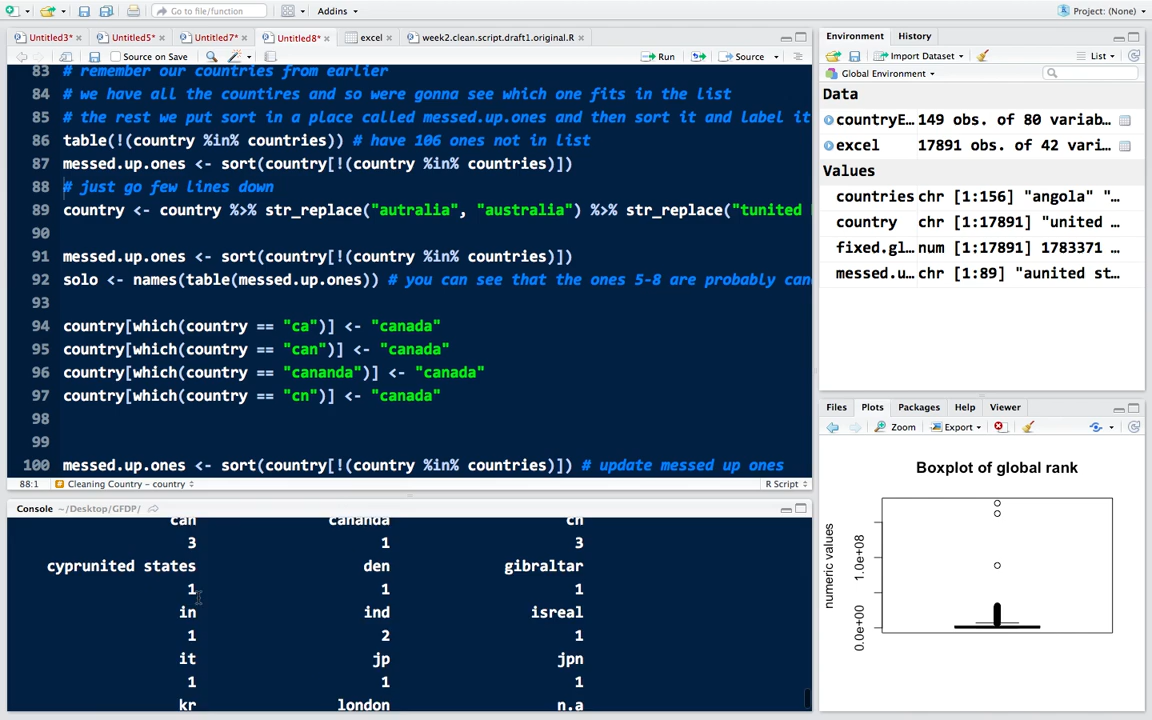 Go to file/function
Addins
Project: (None)
Untitled3*
Untitled5*
Untitled7*
Untitled8*
excel
week2.clean.script.draft1.original.R
Source on Save
Run
Source
83 # remember our countries from earlier
84 # we have all the countires and so were gonna see which one fits in the list
85 # the rest we put sort in a place called messed.up.ones and then sort it and label it
86 table(!(country %in% countries)) # have 106 ones not in list
87 messed.up.ones <- sort(country[!(country %in% countries)])
88 # just go few lines down
89 country <- country %>% str_replace("autralia", "australia") %>% str_replace("tunited
90
91 messed.up.ones <- sort(country[!(country %in% countries)])
92 solo <- names(table(messed.up.ones)) # you can see that the ones 5-8 are probably can
93
94 country[which(country == "ca")] <- "canada"
95 country[which(country == "can")] <- "canada"
96 country[which(country == "cananda")] <- "canada"
97 country[which(country == "cn")] <- "canada"
98
99
100 messed.up.ones <- sort(country[!(country %in% countries)]) # update messed up ones
88:1 Cleaning Country - country R Script
Console ~/Desktop/GFDP/
can cananda cn
3 1 3
cyprunited states den gibraltar
1 1 1
in ind isreal
1 2 1
it jp jpn
1 1 1
kr london n.a
Environment History
Import Dataset List
Global Environment
Data
countryE… 149 obs. of 80 variab…
excel 17891 obs. of 42 vari…
Values
countries chr [1:156] "angola" "…
country chr [1:17891] "united …
fixed.gl… num [1:17891] 1783371 …
messed.u… chr [1:89] "aunited st…
Files Plots Packages Help Viewer
Zoom Export
Boxplot of global rank
numeric values
0.0e+00 1.0e+08